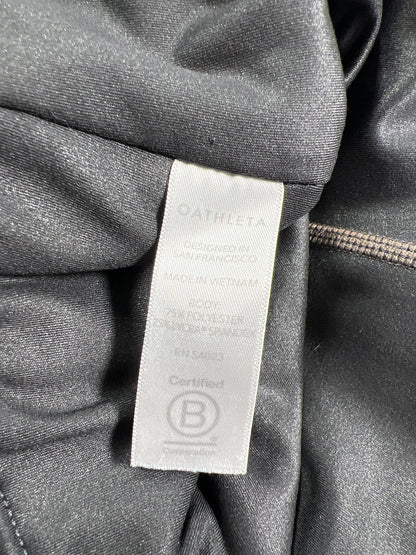 ATHLETA
DESIGNED IN
SAN FRANCISCO
MADE IN VIETNAM
BODY:
75% POLYESTER
25% LYCRA® SPANDEX
RN 54023
Certified
B
Corporation